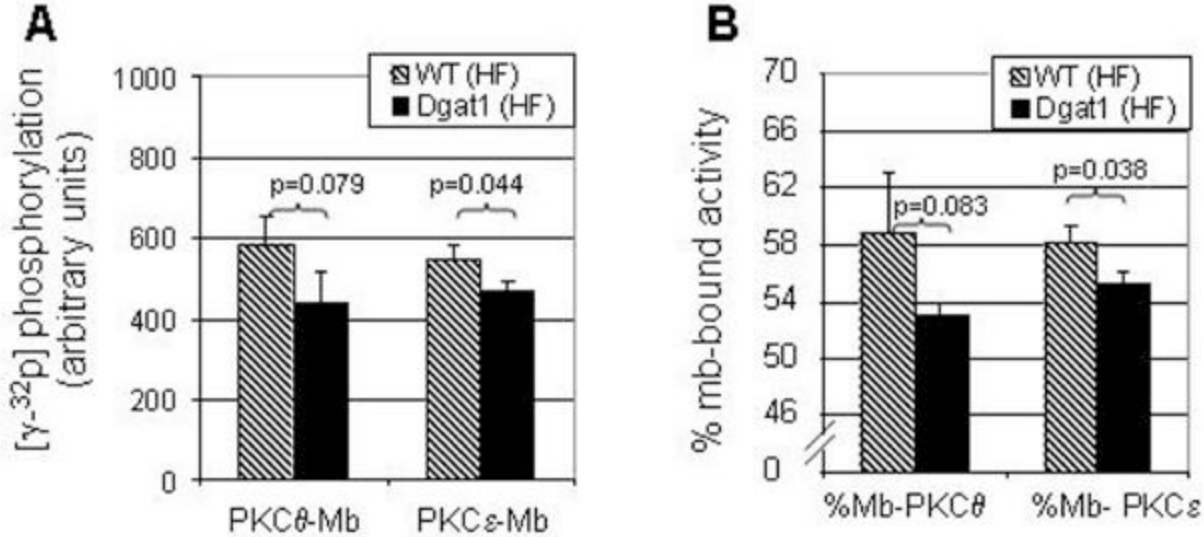 A
[γ-³²p] phosphorylation
(arbitrary units)
1000
800
600
400
200
0
WT (HF)
Dgat1 (HF)
p=0.079
p=0.044
PKCθ-Mb
PKCε-Mb
B
% mb-bound activity
70
66
62
58
54
50
46
0
WT (HF)
Dgat1 (HF)
p=0.083
p=0.038
%Mb-PKCθ
%Mb- PKCε